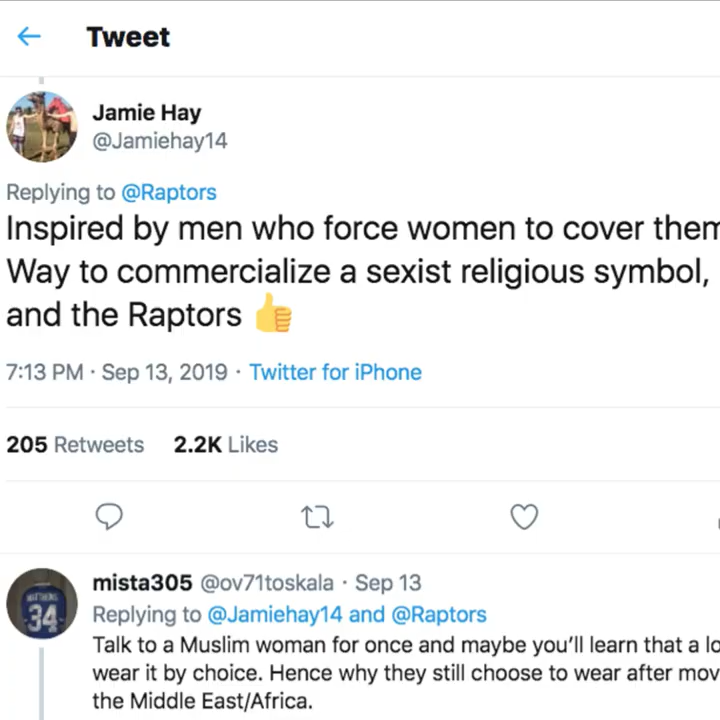 Tweet
Jamie Hay
@Jamiehay14
Replying to @Raptors
Inspired by men who force women to cover them
Way to commercialize a sexist religious symbol,
and the Raptors 👍
7:13 PM · Sep 13, 2019 · Twitter for iPhone
205 Retweets 2.2K Likes
mista305 @ov71toskala · Sep 13
Replying to @Jamiehay14 and @Raptors
Talk to a Muslim woman for once and maybe you'll learn that a lo
wear it by choice. Hence why they still choose to wear after mov
the Middle East/Africa.
34